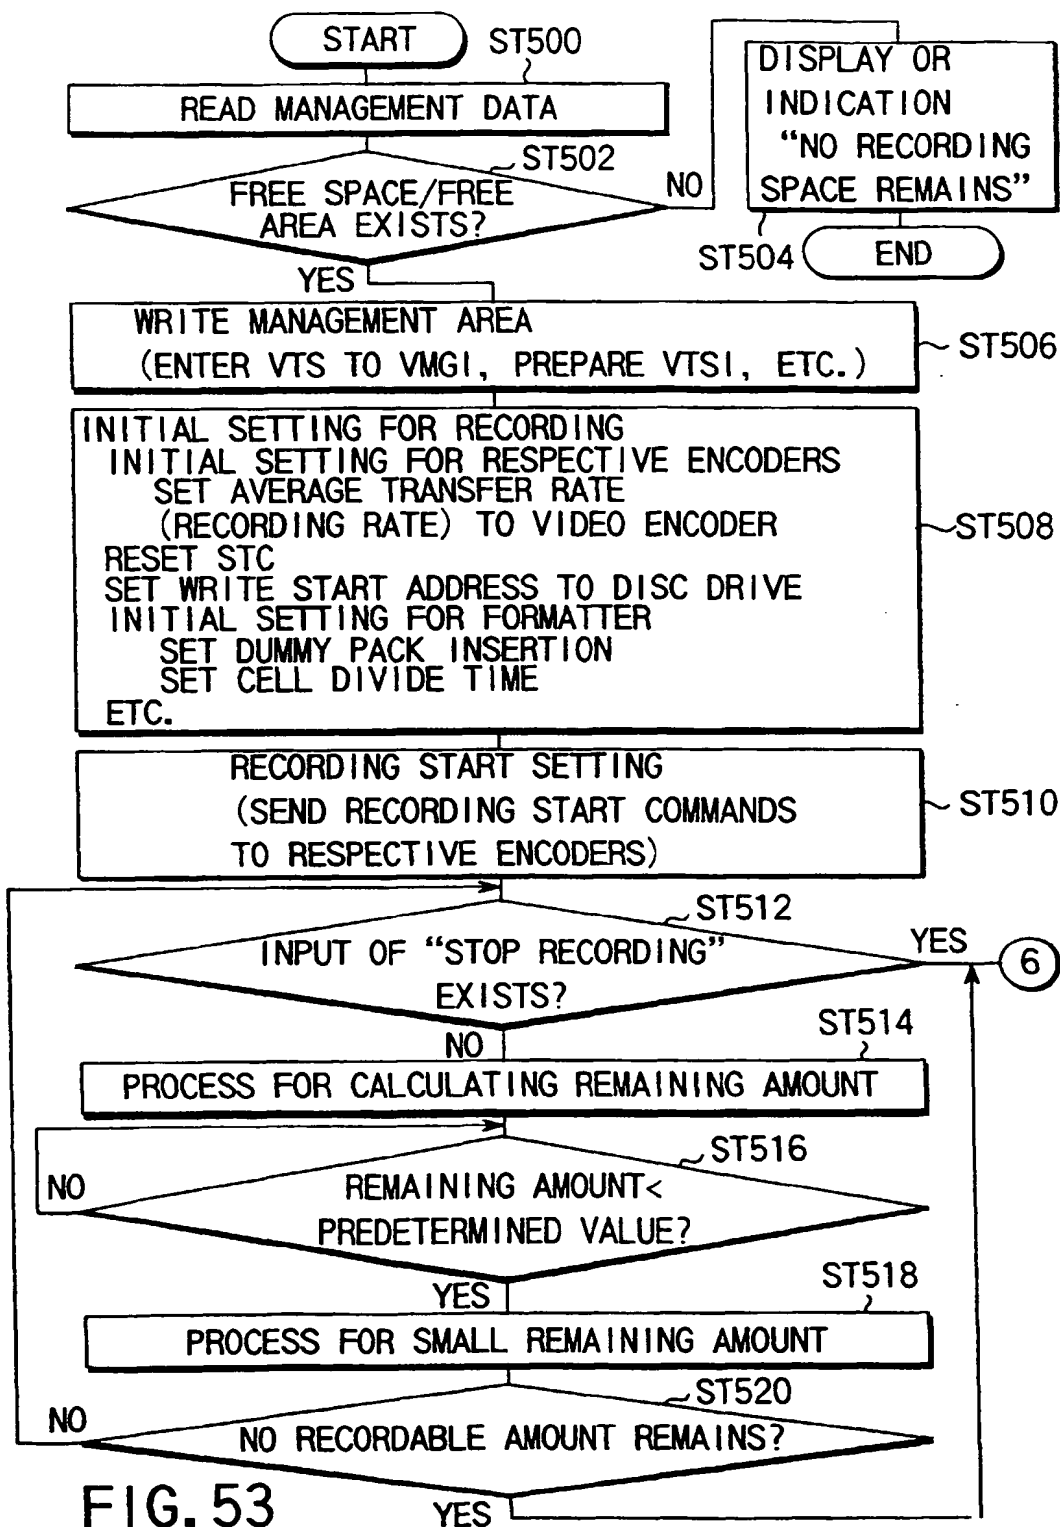 START
ST500
READ MANAGEMENT DATA
ST502
FREE SPACE/FREE
AREA EXISTS?
NO
DISPLAY OR
INDICATION
“NO RECORDING
SPACE REMAINS”
ST504
END
YES
WRITE MANAGEMENT AREA
(ENTER VTS TO VMGI, PREPARE VTSI, ETC.)
ST506
INITIAL SETTING FOR RECORDING
INITIAL SETTING FOR RESPECTIVE ENCODERS
SET AVERAGE TRANSFER RATE
(RECORDING RATE) TO VIDEO ENCODER
RESET STC
SET WRITE START ADDRESS TO DISC DRIVE
INITIAL SETTING FOR FORMATTER
SET DUMMY PACK INSERTION
SET CELL DIVIDE TIME
ETC.
ST508
RECORDING START SETTING
(SEND RECORDING START COMMANDS
TO RESPECTIVE ENCODERS)
ST510
ST512
INPUT OF “STOP RECORDING”
EXISTS?
YES
6
NO
ST514
PROCESS FOR CALCULATING REMAINING AMOUNT
ST516
NO
REMAINING AMOUNT<
PREDETERMINED VALUE?
YES
ST518
PROCESS FOR SMALL REMAINING AMOUNT
ST520
NO
NO RECORDABLE AMOUNT REMAINS?
YES
FIG. 53